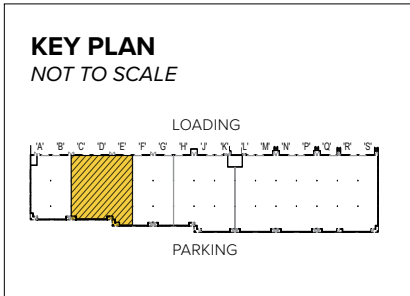 KEY PLAN
NOT TO SCALE
LOADING
'A' 'B' 'C' 'D' 'E' 'F' 'G' 'H' 'J' 'K' 'L' 'M' 'N' 'P' 'Q' 'R' 'S'
PARKING